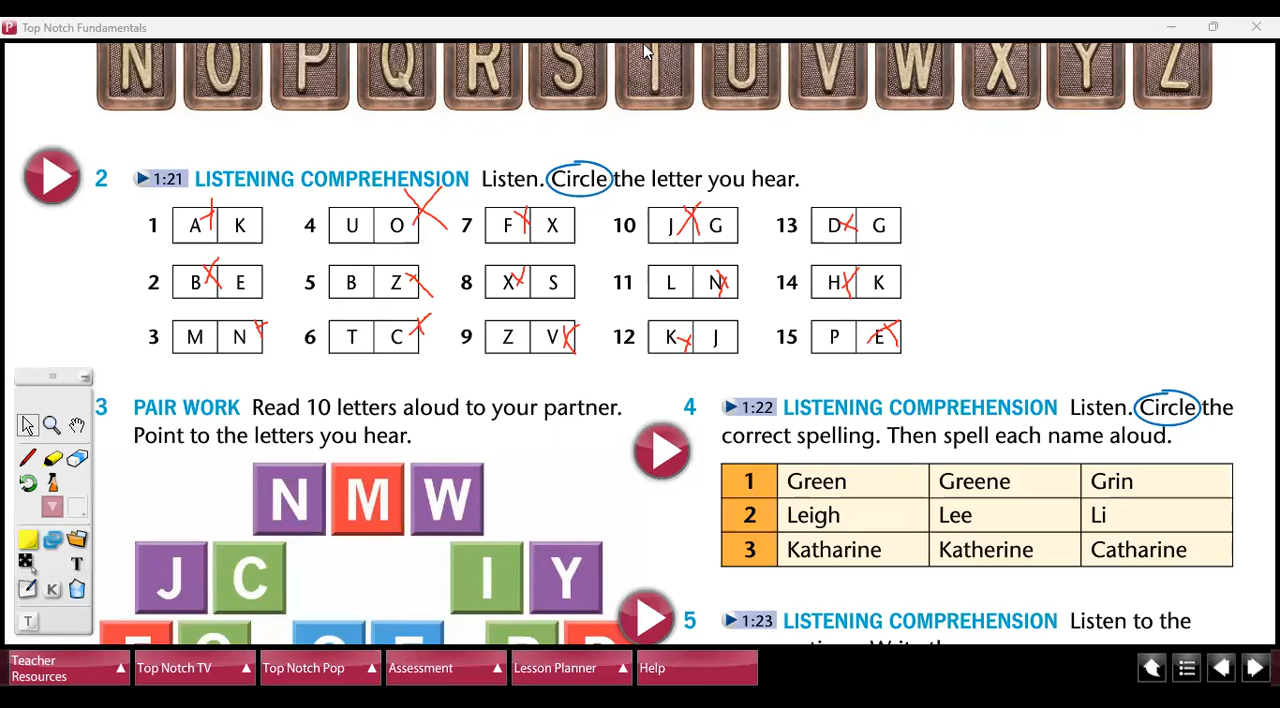 Top Notch Fundamentals
N O P Q R S T U V W X Y Z
2 1:21 LISTENING COMPREHENSION Listen. Circle the letter you hear.
1 A K 4 U O 7 F X 10 J G 13 D G
2 B E 5 B Z 8 X S 11 L N 14 H K
3 M N 6 T C 9 Z V 12 K J 15 P E
3 PAIR WORK Read 10 letters aloud to your partner.
Point to the letters you hear.
N M W
J C I Y
4 1:22 LISTENING COMPREHENSION Listen. Circle the
correct spelling. Then spell each name aloud.
1 Green Greene Grin
2 Leigh Lee Li
3 Katharine Katherine Catharine
5 1:23 LISTENING COMPREHENSION Listen to the
T
K
T
Teacher
Resources
Top Notch TV
Top Notch Pop
Assessment
Lesson Planner
Help